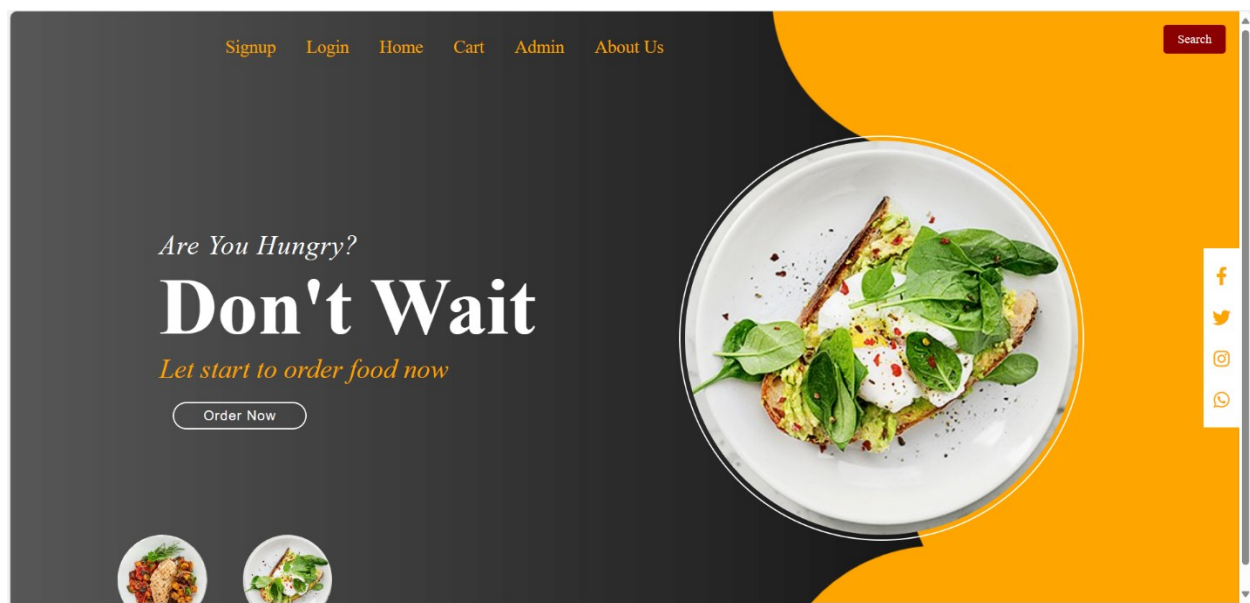 Signup Login Home Cart Admin About Us
Search
Are You Hungry?
Don't Wait
Let start to order food now
Order Now